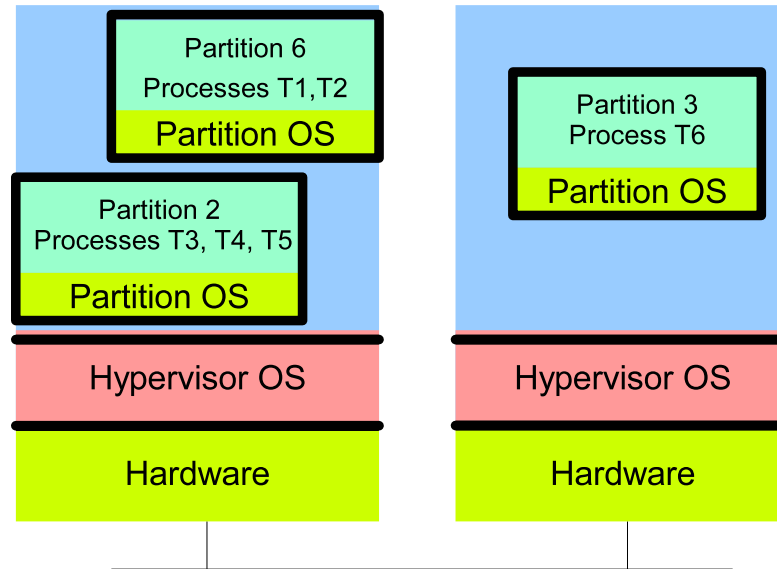 Partition 6
Processes T1,T2
Partition OS
Partition 2
Processes T3, T4, T5
Partition OS
Hypervisor OS
Hardware
Partition 3
Process T6
Partition OS
Hypervisor OS
Hardware